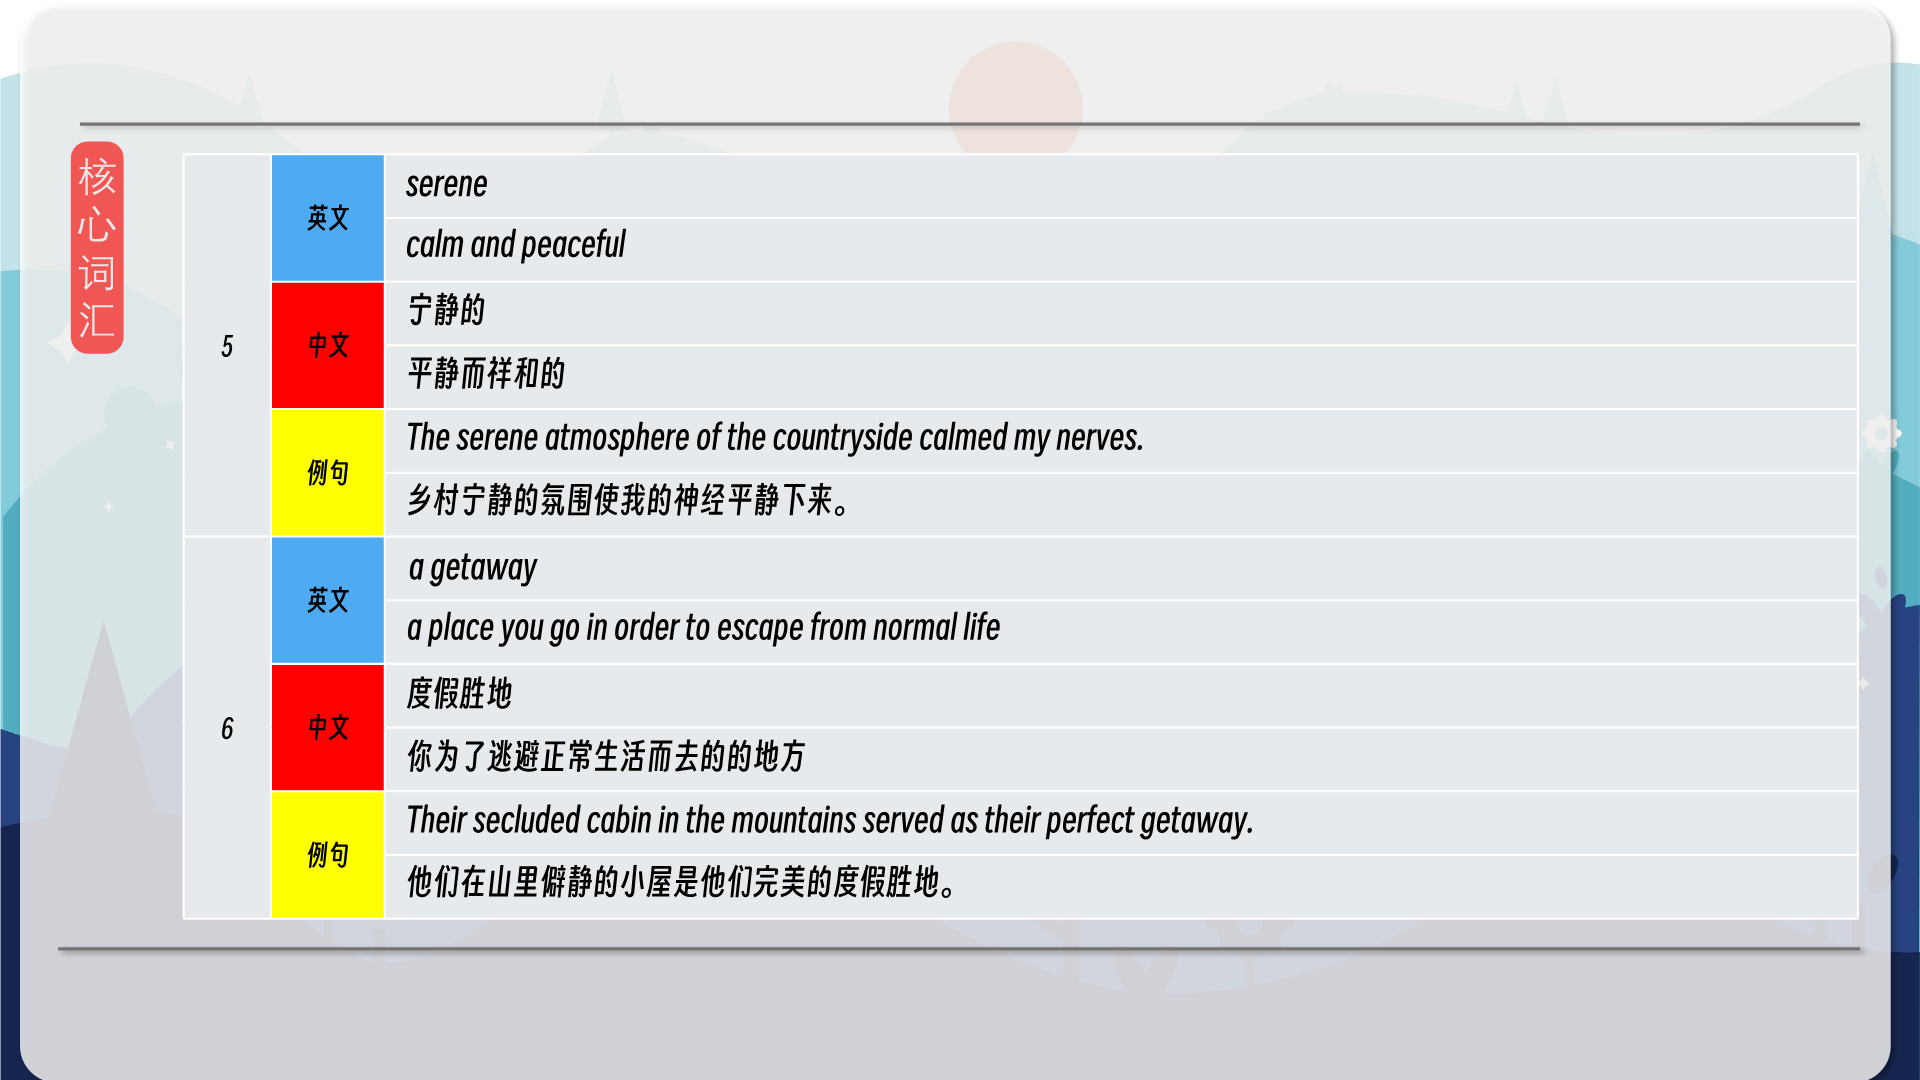 核心词汇
5
英文
serene
calm and peaceful
中文
宁静的
平静而祥和的
例句
The serene atmosphere of the countryside calmed my nerves.
乡村宁静的氛围使我的神经平静下来。
6
英文
a getaway
a place you go in order to escape from normal life
中文
度假胜地
你为了逃避正常生活而去的的地方
例句
Their secluded cabin in the mountains served as their perfect getaway.
他们在山里僻静的小屋是他们完美的度假胜地。